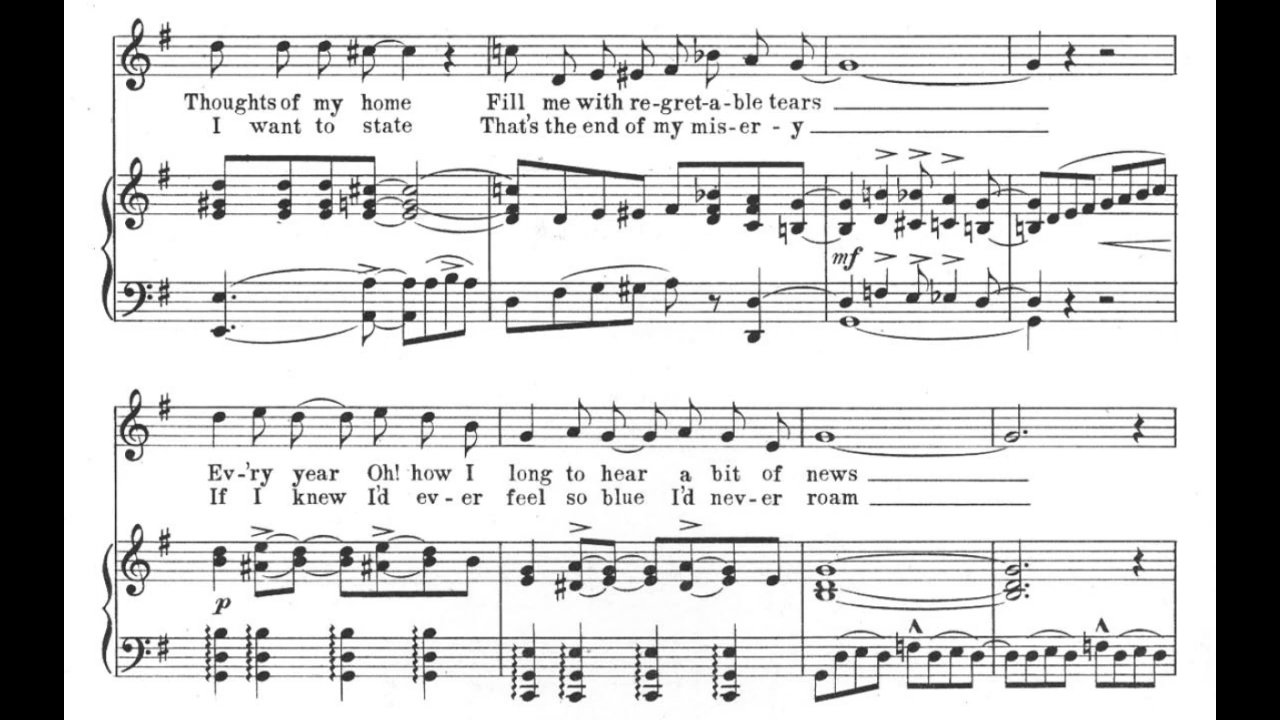 Thoughts of my home Fill me with re-gret-a-ble tears
I want to state That's the end of my mis-er-y
mf
Ev-'ry year Oh! how I long to hear a bit of news
If I knew I'd ev-er feel so blue I'd nev-er roam
p